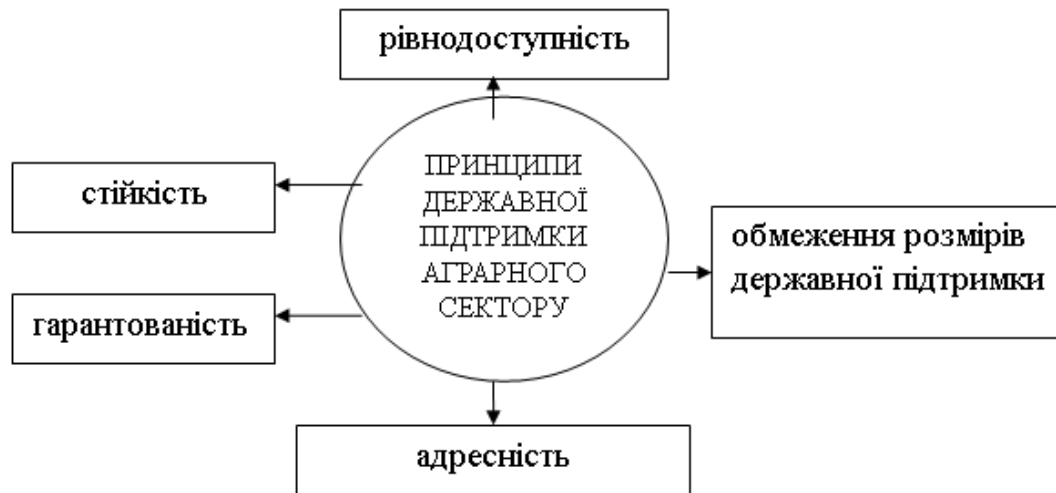 рівнодоступність
ПРИНЦИПИ
ДЕРЖАВНОЇ
ПІДТРИМКИ
АГРАРНОГО
СЕКТОРУ
стійкість
обмеження розмірів
державної підтримки
гарантованість
адресність